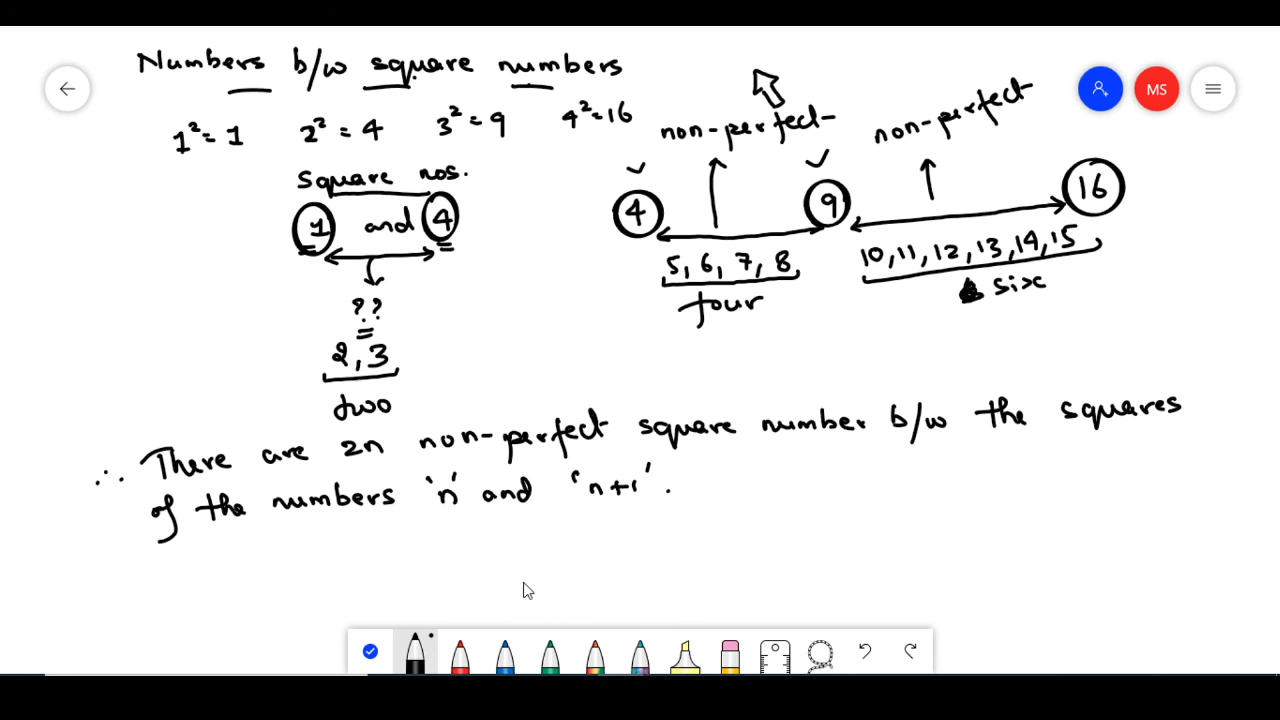 Numbers b/w square numbers
1² = 1 2² = 4 3² = 9 4² = 16
square nos.
1 and 4
??
2, 3
two
non-perfect
4 9
5, 6, 7, 8
four
non-perfect
16
10, 11, 12, 13, 14, 15
six
∴ There are 2n non-perfect square number b/w the squares
of the numbers 'n' and 'n+1'.
MS